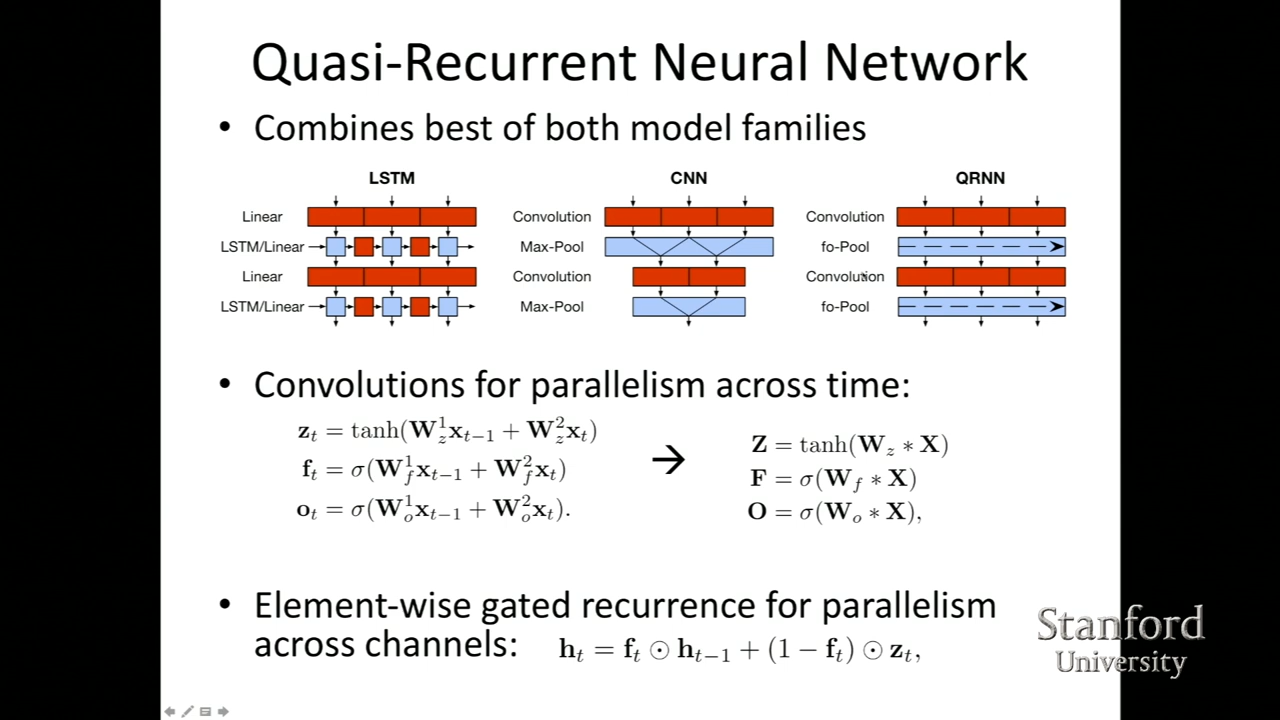 Quasi-Recurrent Neural Network
• Combines best of both model families
LSTM CNN QRNN
Linear Convolution Convolution
LSTM/Linear Max-Pool fo-Pool
Linear Convolution Convolution
LSTM/Linear Max-Pool fo-Pool
• Convolutions for parallelism across time:
z_t = tanh(W_z^1 x_{t−1} + W_z^2 x_t)
f_t = σ(W_f^1 x_{t−1} + W_f^2 x_t)
o_t = σ(W_o^1 x_{t−1} + W_o^2 x_t).
→
Z = tanh(W_z ∗ X)
F = σ(W_f ∗ X)
O = σ(W_o ∗ X),
• Element-wise gated recurrence for parallelism
across channels: h_t = f_t ⊙ h_{t−1} + (1 − f_t) ⊙ z_t,
Stanford
University